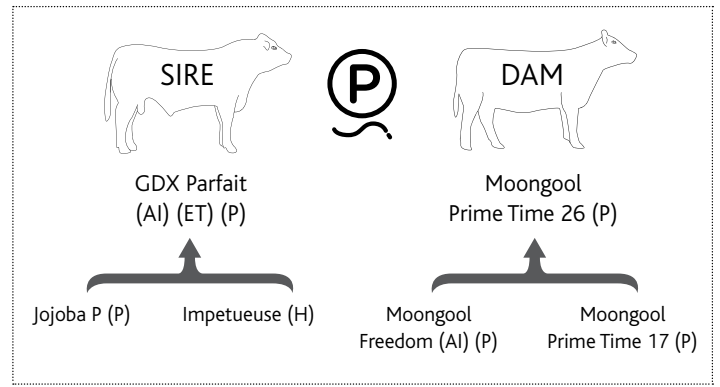 SIRE
P
DAM
GDX Parfait
(AI) (ET) (P)
Moongool
Prime Time 26 (P)
Jojoba P (P)
Impetueuse (H)
Moongool
Freedom (AI) (P)
Moongool
Prime Time 17 (P)